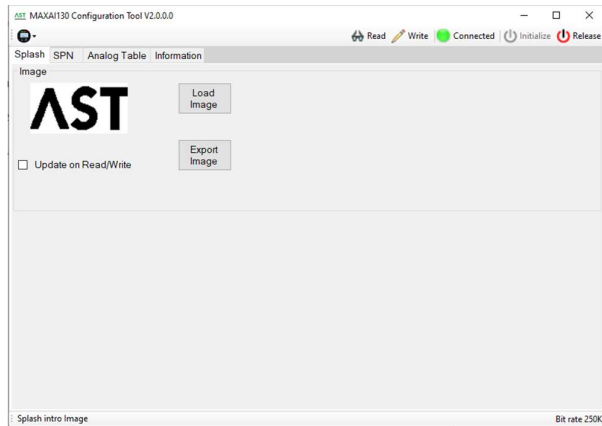 AST MAXAI130 Configuration Tool V2.0.0.0
Read Write Connected Initialize Release
Splash SPN Analog Table Information
Image
AST
Load
Image
Export
Image
Update on Read/Write
Splash intro Image Bit rate 250K